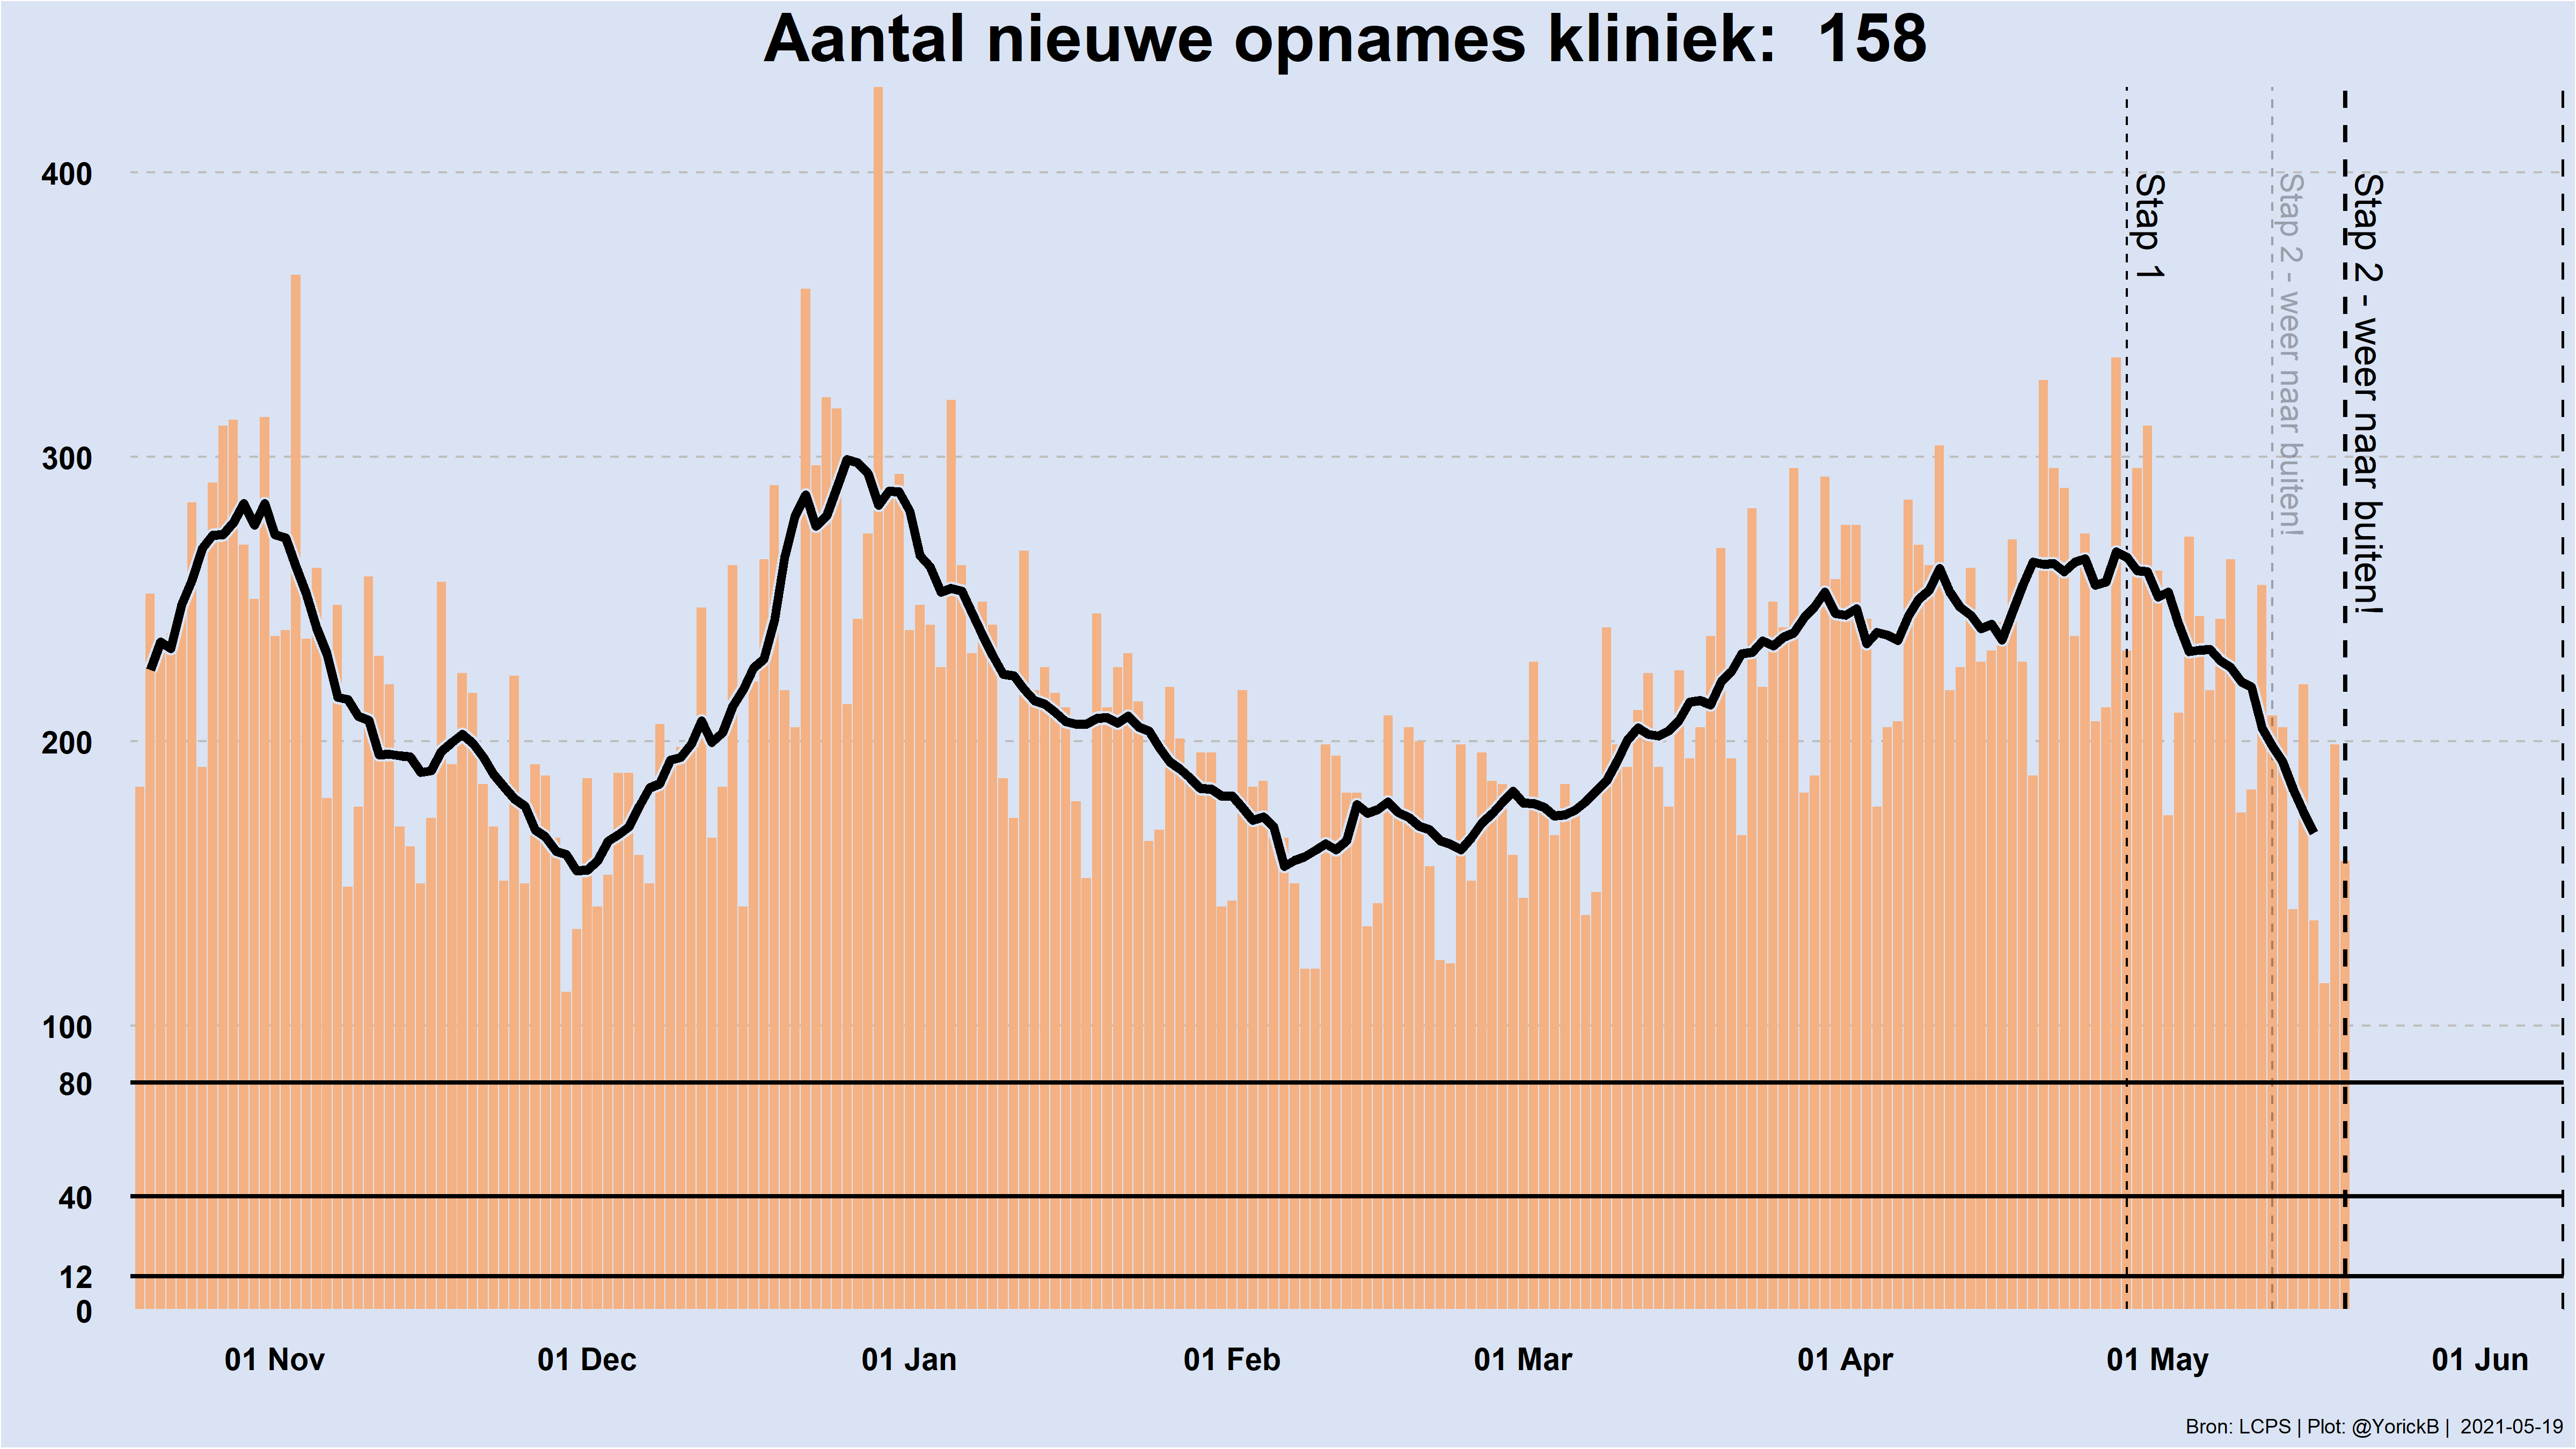 Aantal nieuwe opnames kliniek: 158
400
300
200
100
80
40
12
0
Stap 1
Stap 2 - weer naar buiten!
Stap 2 - weer naar buiten!
01 Nov
01 Dec
01 Jan
01 Feb
01 Mar
01 Apr
01 May
01 Jun
Bron: LCPS | Plot: @YorickB | 2021-05-19